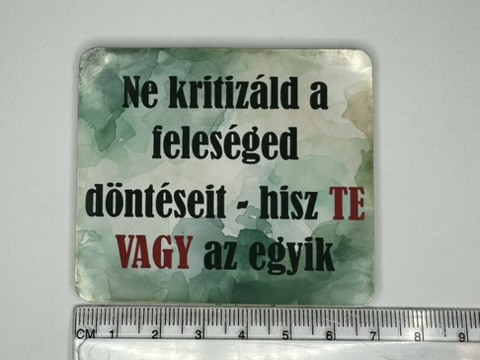 Ne kritizáld a
feleséged
döntéseit - hisz TE
VAGY az egyik
CM 1 2 3 4 5 6 7 8 9